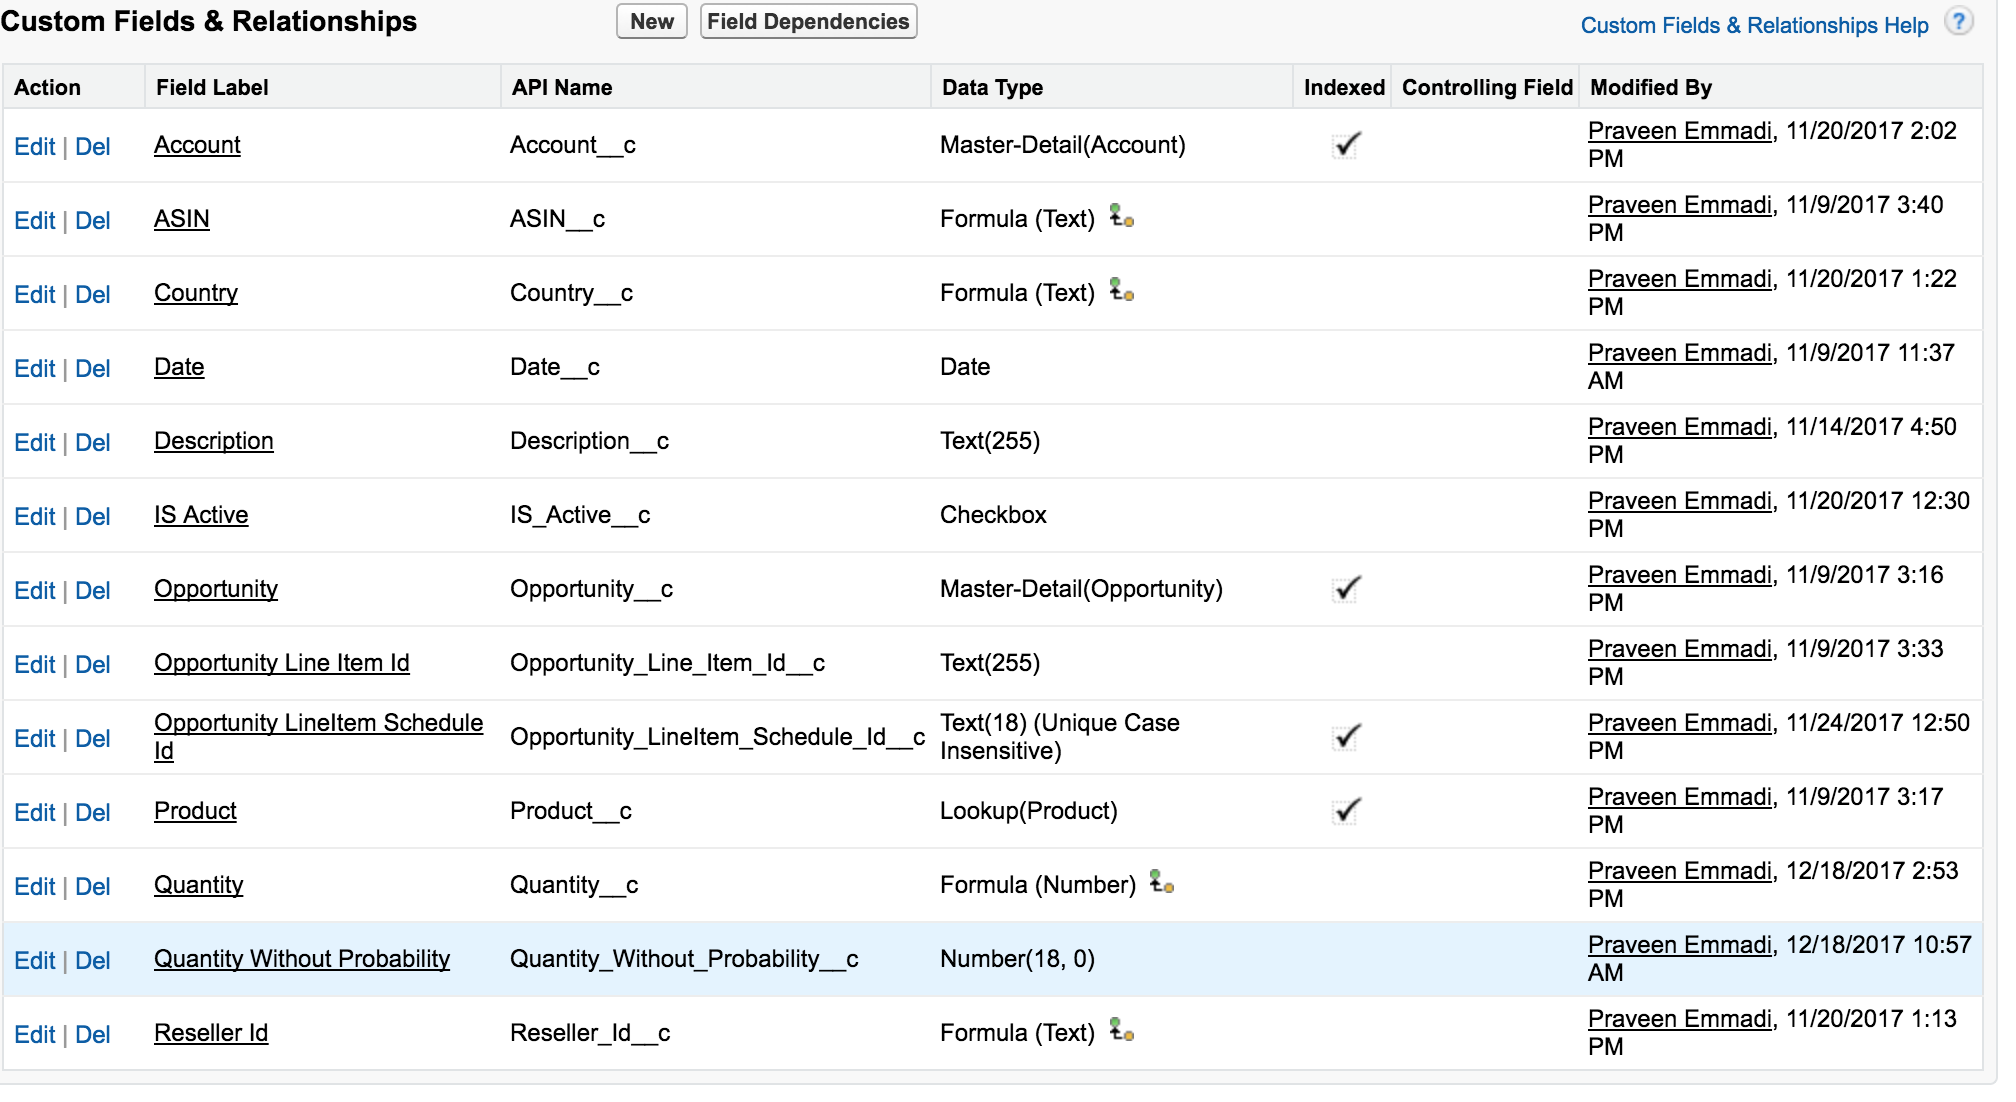 Custom Fields & Relationships New Field Dependencies Custom Fields & Relationships Help ?
Action Field Label API Name Data Type Indexed Controlling Field Modified By
Edit | Del Account Account__c Master-Detail(Account) Praveen Emmadi, 11/20/2017 2:02
PM
Edit | Del ASIN ASIN__c Formula (Text) Praveen Emmadi, 11/9/2017 3:40
PM
Edit | Del Country Country__c Formula (Text) Praveen Emmadi, 11/20/2017 1:22
PM
Edit | Del Date Date__c Date Praveen Emmadi, 11/9/2017 11:37
AM
Edit | Del Description Description__c Text(255) Praveen Emmadi, 11/14/2017 4:50
PM
Edit | Del IS Active IS_Active__c Checkbox Praveen Emmadi, 11/20/2017 12:30
PM
Edit | Del Opportunity Opportunity__c Master-Detail(Opportunity) Praveen Emmadi, 11/9/2017 3:16
PM
Edit | Del Opportunity Line Item Id Opportunity_Line_Item_Id__c Text(255) Praveen Emmadi, 11/9/2017 3:33
PM
Edit | Del Opportunity LineItem Schedule Opportunity_LineItem_Schedule_Id__c Text(18) (Unique Case Praveen Emmadi, 11/24/2017 12:50
Id Insensitive) PM
Edit | Del Product Product__c Lookup(Product) Praveen Emmadi, 11/9/2017 3:17
PM
Edit | Del Quantity Quantity__c Formula (Number) Praveen Emmadi, 12/18/2017 2:53
PM
Edit | Del Quantity Without Probability Quantity_Without_Probability__c Number(18, 0) Praveen Emmadi, 12/18/2017 10:57
AM
Edit | Del Reseller Id Reseller_Id__c Formula (Text) Praveen Emmadi, 11/20/2017 1:13
PM